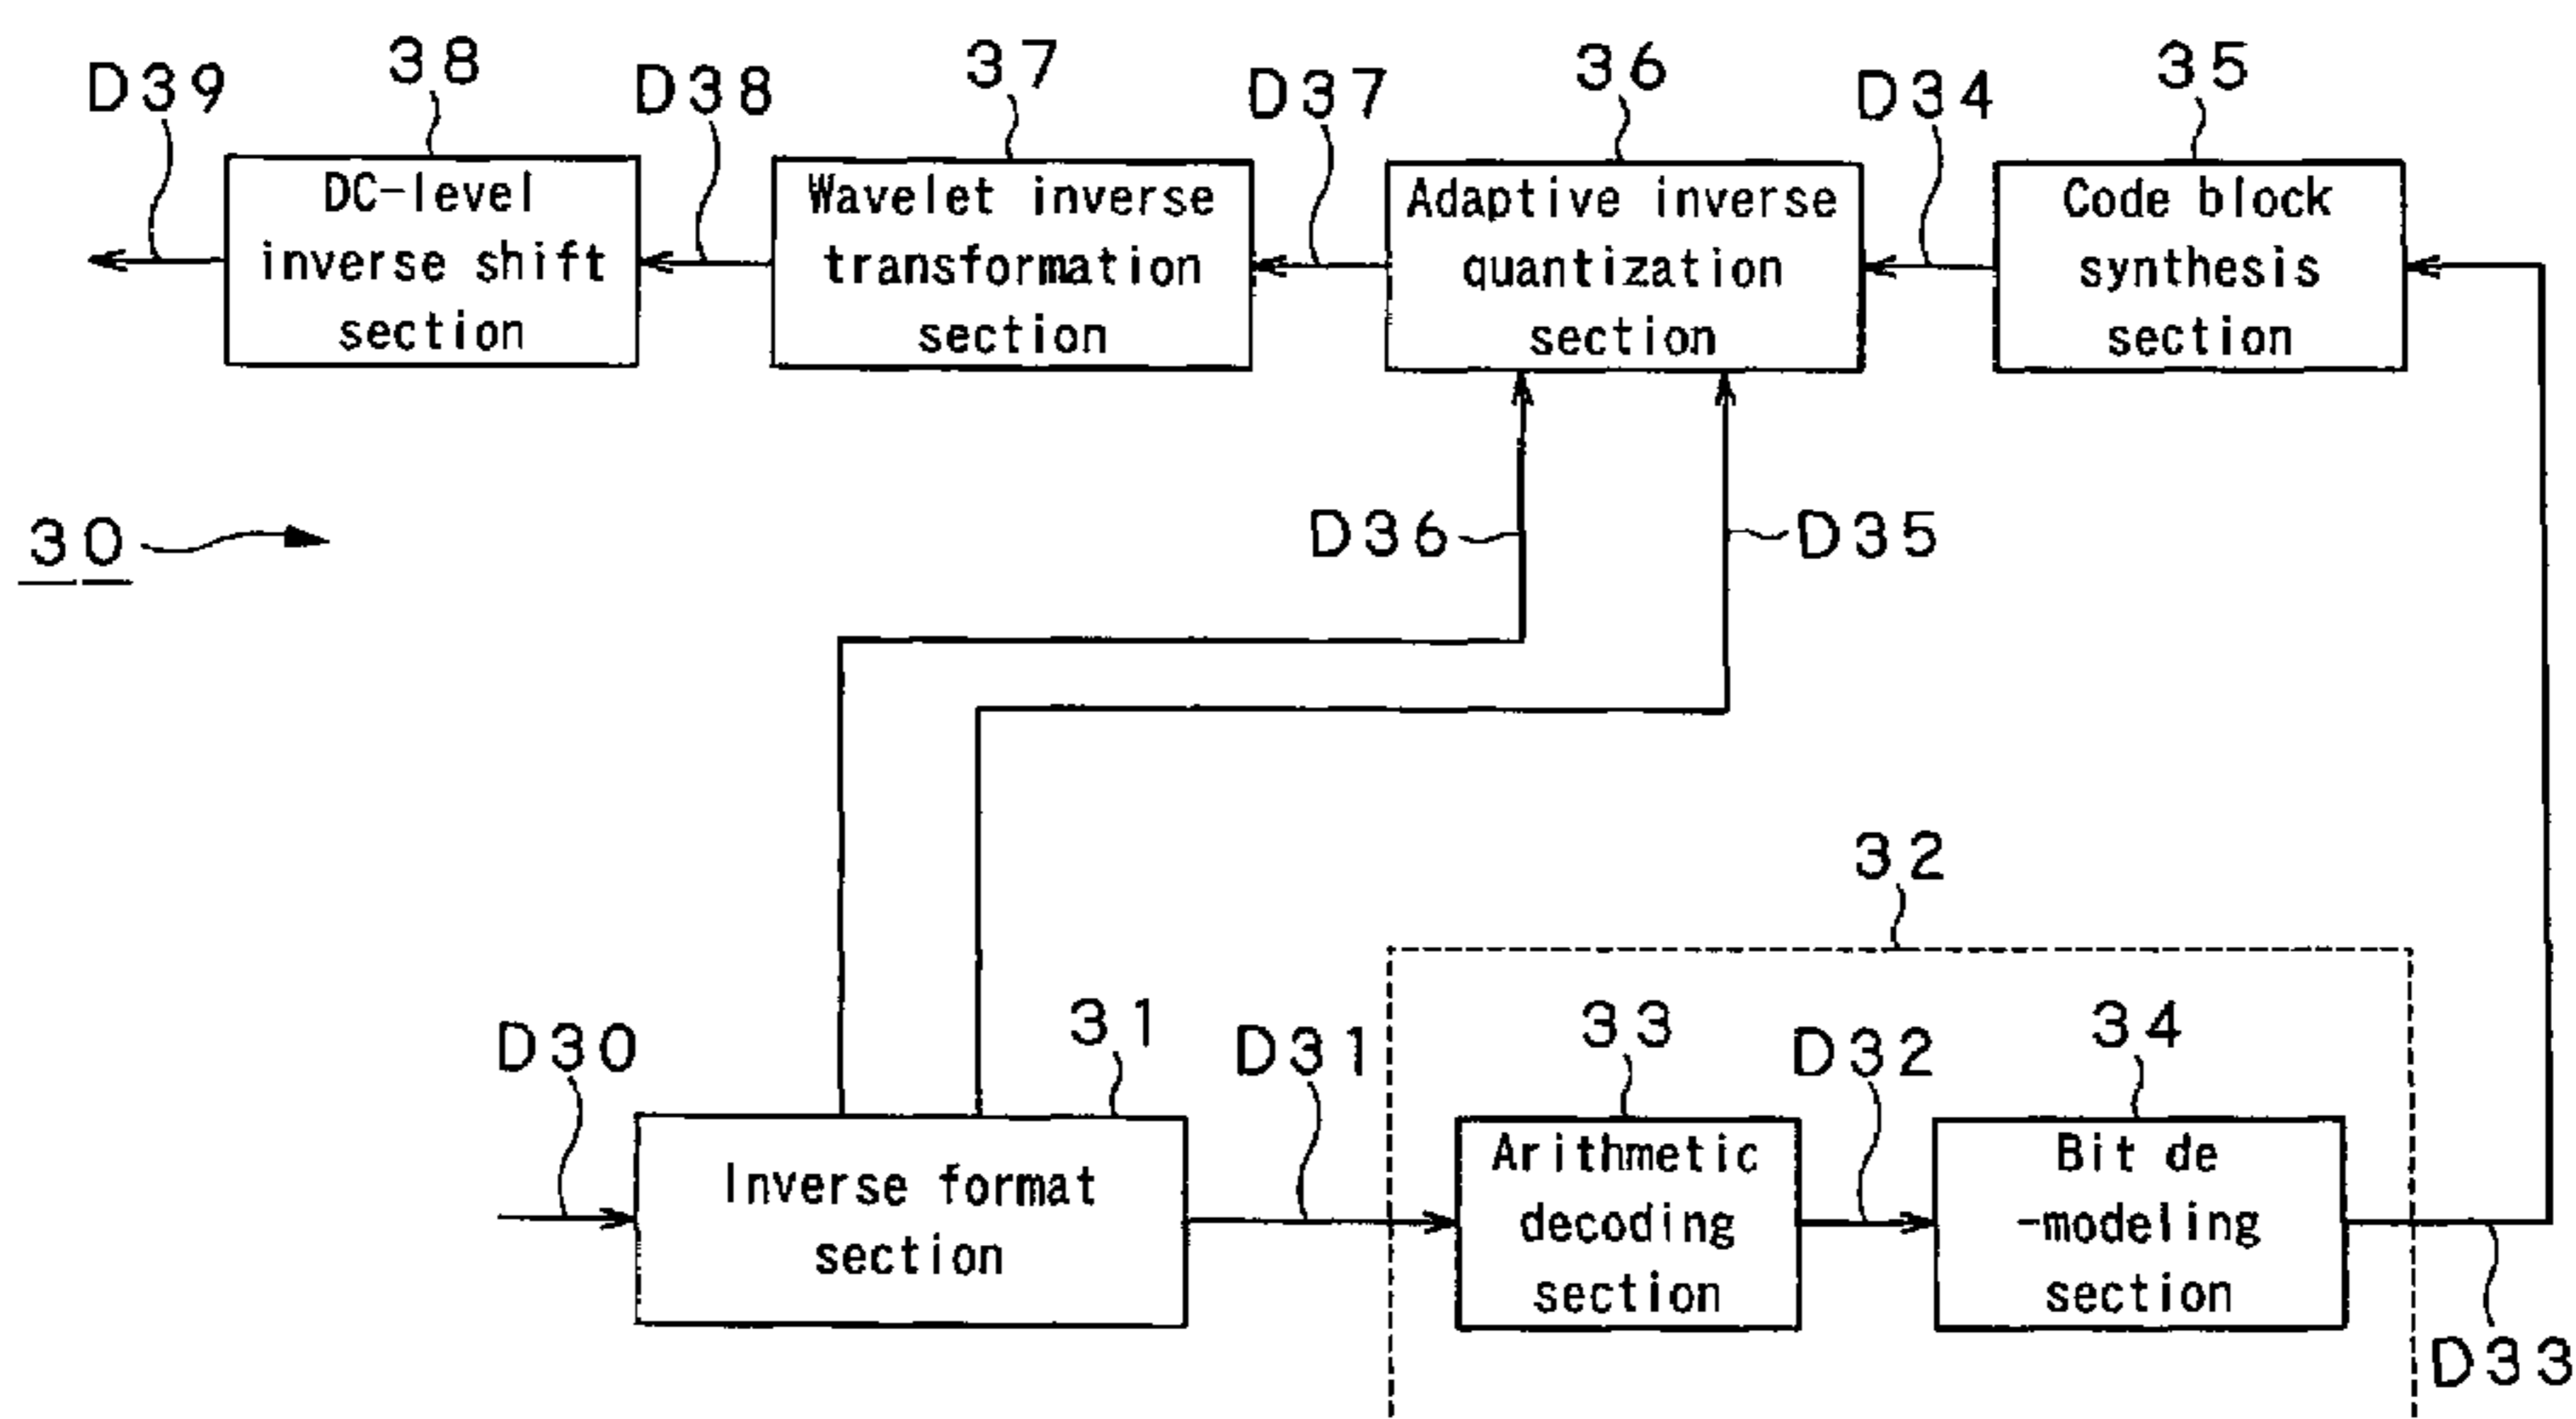 D39
38
D38
37
D37
36
D34
35
DC-level
inverse shift
section
Wavelet inverse
transformation
section
Adaptive inverse
quantization
section
Code block
synthesis
section
30
D36
D35
32
D30
31
D31
33
D32
34
Inverse format
section
Arithmetic
decoding
section
Bit de
-modeling
section
D33